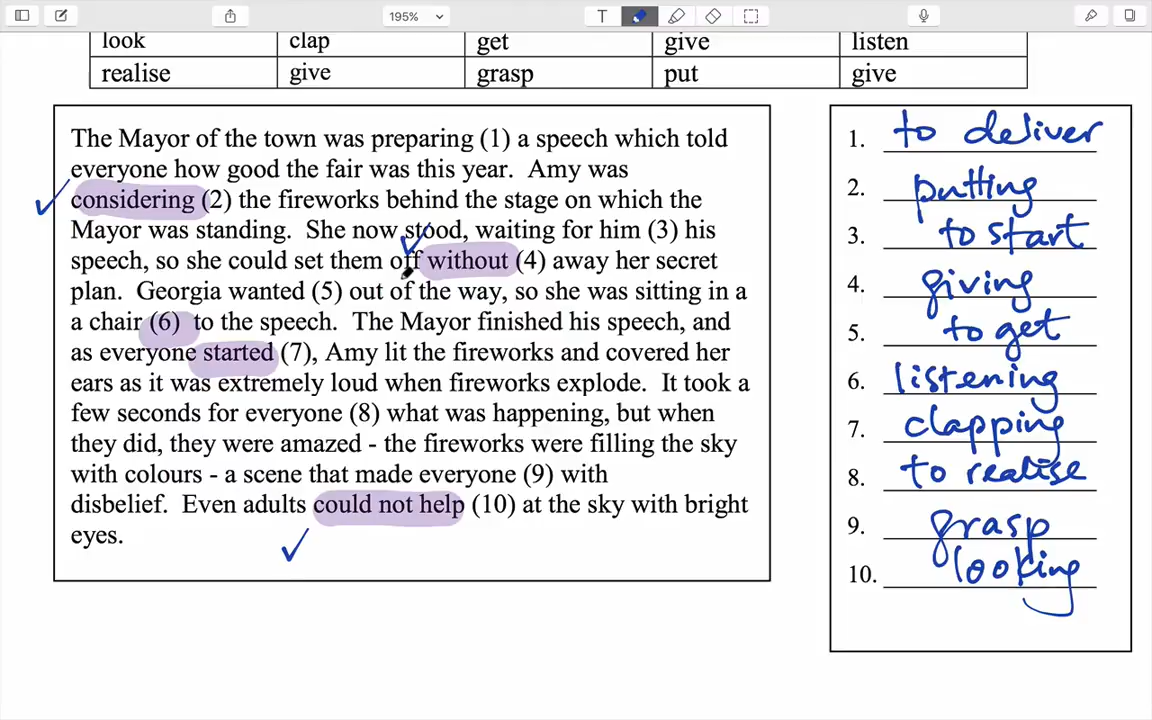 195%
T
look clap get give listen
realise give grasp put give
The Mayor of the town was preparing (1) a speech which told
everyone how good the fair was this year. Amy was
considering (2) the fireworks behind the stage on which the
Mayor was standing. She now stood, waiting for him (3) his
speech, so she could set them off without (4) away her secret
plan. Georgia wanted (5) out of the way, so she was sitting in a
a chair (6) to the speech. The Mayor finished his speech, and
as everyone started (7), Amy lit the fireworks and covered her
ears as it was extremely loud when fireworks explode. It took a
few seconds for everyone (8) what was happening, but when
they did, they were amazed - the fireworks were filling the sky
with colours - a scene that made everyone (9) with
disbelief. Even adults could not help (10) at the sky with bright
eyes.
1. to deliver
2. putting
3. to start
4. giving
5. to get
6. listening
7. clapping
8. to realise
9. grasp
10. looking